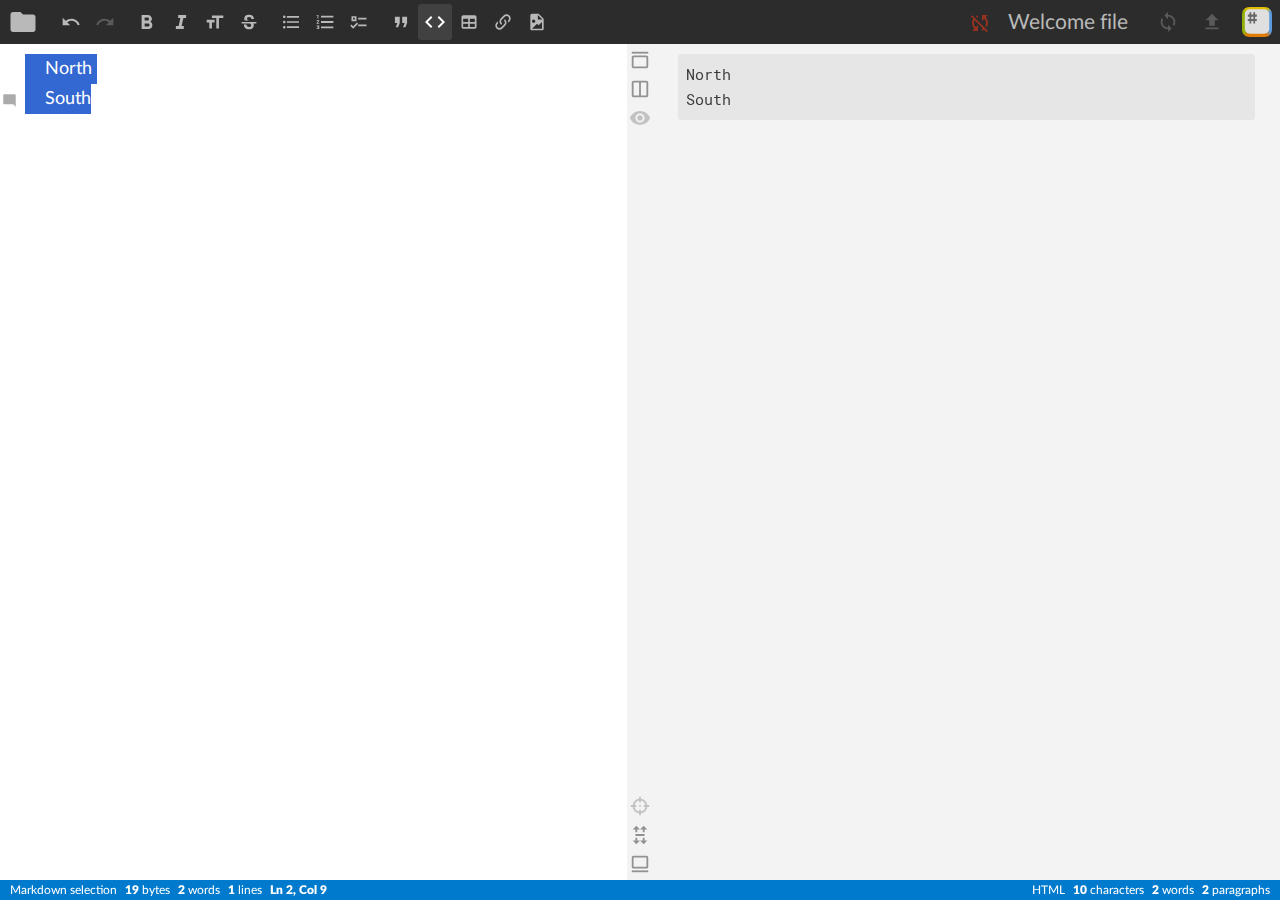 Welcome file
North
South
North
South
Markdown selection 19 bytes 2 words 1 lines Ln 2, Col 9
HTML 10 characters 2 words 2 paragraphs